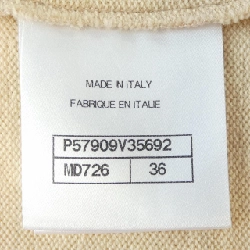 MADE IN ITALY
FABRIQUE EN ITALIE
P57909V35692
MD726 36